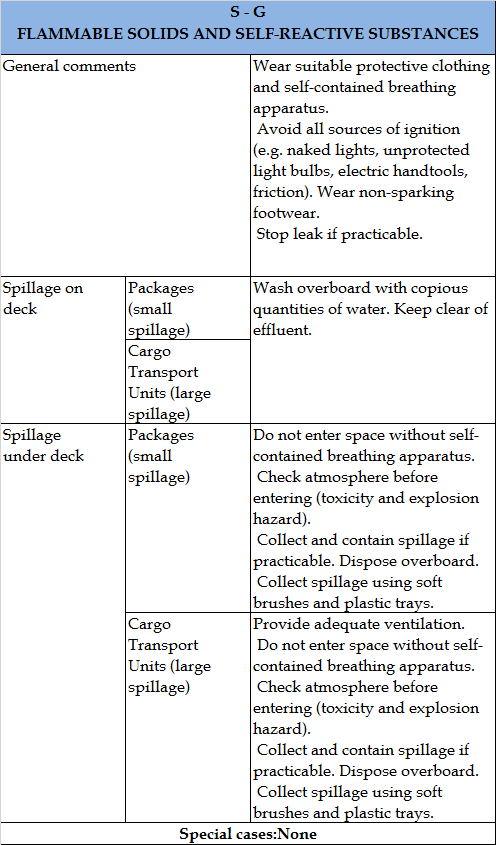 S - G
FLAMMABLE SOLIDS AND SELF-REACTIVE SUBSTANCES
General comments
Wear suitable protective clothing
and self-contained breathing
apparatus.
Avoid all sources of ignition
(e.g. naked lights, unprotected
light bulbs, electric handtools,
friction). Wear non-sparking
footwear.
Stop leak if practicable.
Spillage on
deck
Packages
(small
spillage)
Cargo
Transport
Units (large
spillage)
Wash overboard with copious
quantities of water. Keep clear of
effluent.
Spillage
under deck
Packages
(small
spillage)
Do not enter space without self-
contained breathing apparatus.
Check atmosphere before
entering (toxicity and explosion
hazard).
Collect and contain spillage if
practicable. Dispose overboard.
Collect spillage using soft
brushes and plastic trays.
Cargo
Transport
Units (large
spillage)
Provide adequate ventilation.
Do not enter space without self-
contained breathing apparatus.
Check atmosphere before
entering (toxicity and explosion
hazard).
Collect and contain spillage if
practicable. Dispose overboard.
Collect spillage using soft
brushes and plastic trays.
Special cases:None